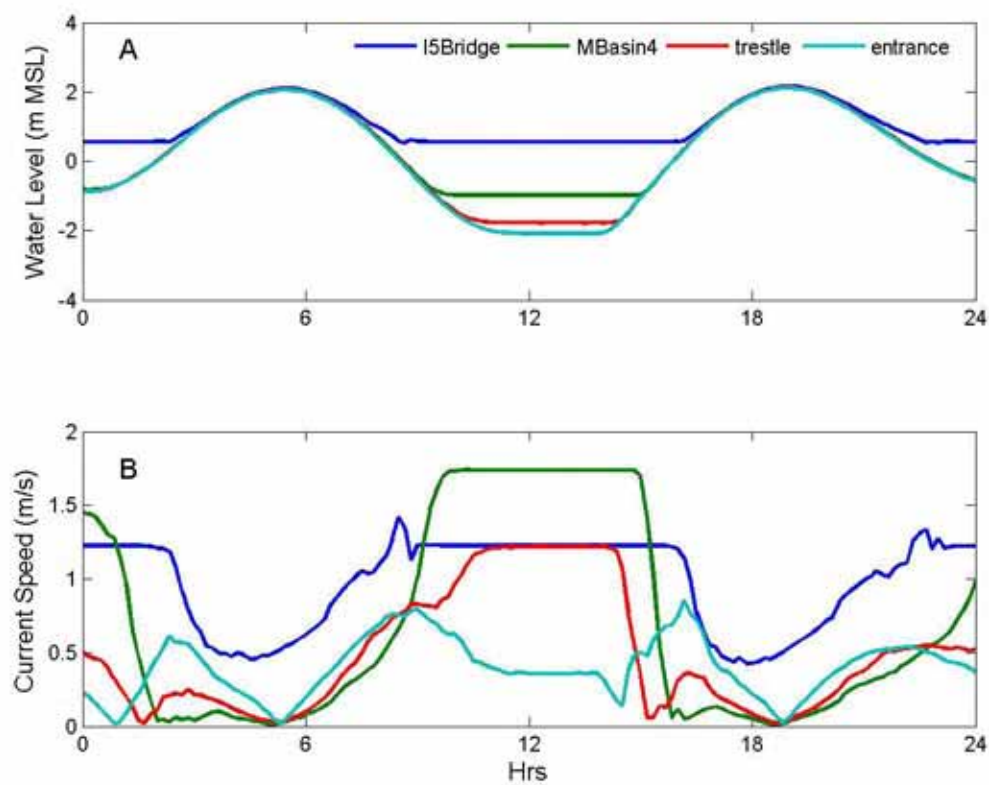 A
I5Bridge MBasin4 trestle entrance
Water Level (m MSL)
4
2
0
-2
-4
0 6 12 18 24
B
Current Speed (m/s)
2
1.5
1
0.5
0
0 6 12 18 24
Hrs